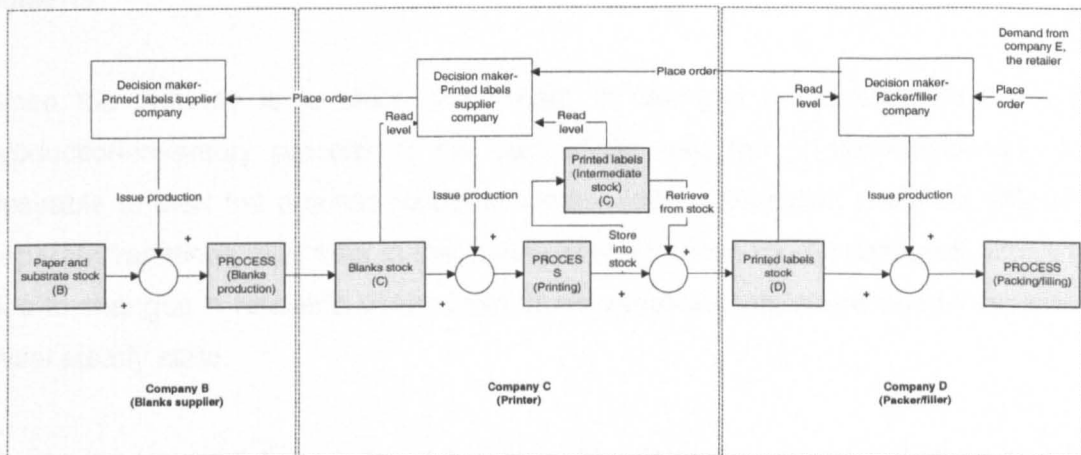 Demand from
company E,
the retailer
Decision maker-
Printed labels supplier
company
Place order
Decision maker-
Printed labels
supplier
company
Place order
Decision maker-
Packer/filler
company
Place
order
Read
level
Read
level
Read
level
Printed labels
(Intermediate
stock)
(C)
Issue production
Issue production
Retrieve
from stock
Issue production
Store
into
stock
+
+
+
+
Paper and
substrate stock
(B)
PROCESS
(Blanks
production)
Blanks stock
(C)
PROCES
S
(Printing)
Printed labels
stock
(D)
PROCESS
(Packing/filling)
+
+
+
+
Company B
(Blanks supplier)
Company C
(Printer)
Company D
(Packer/filler)